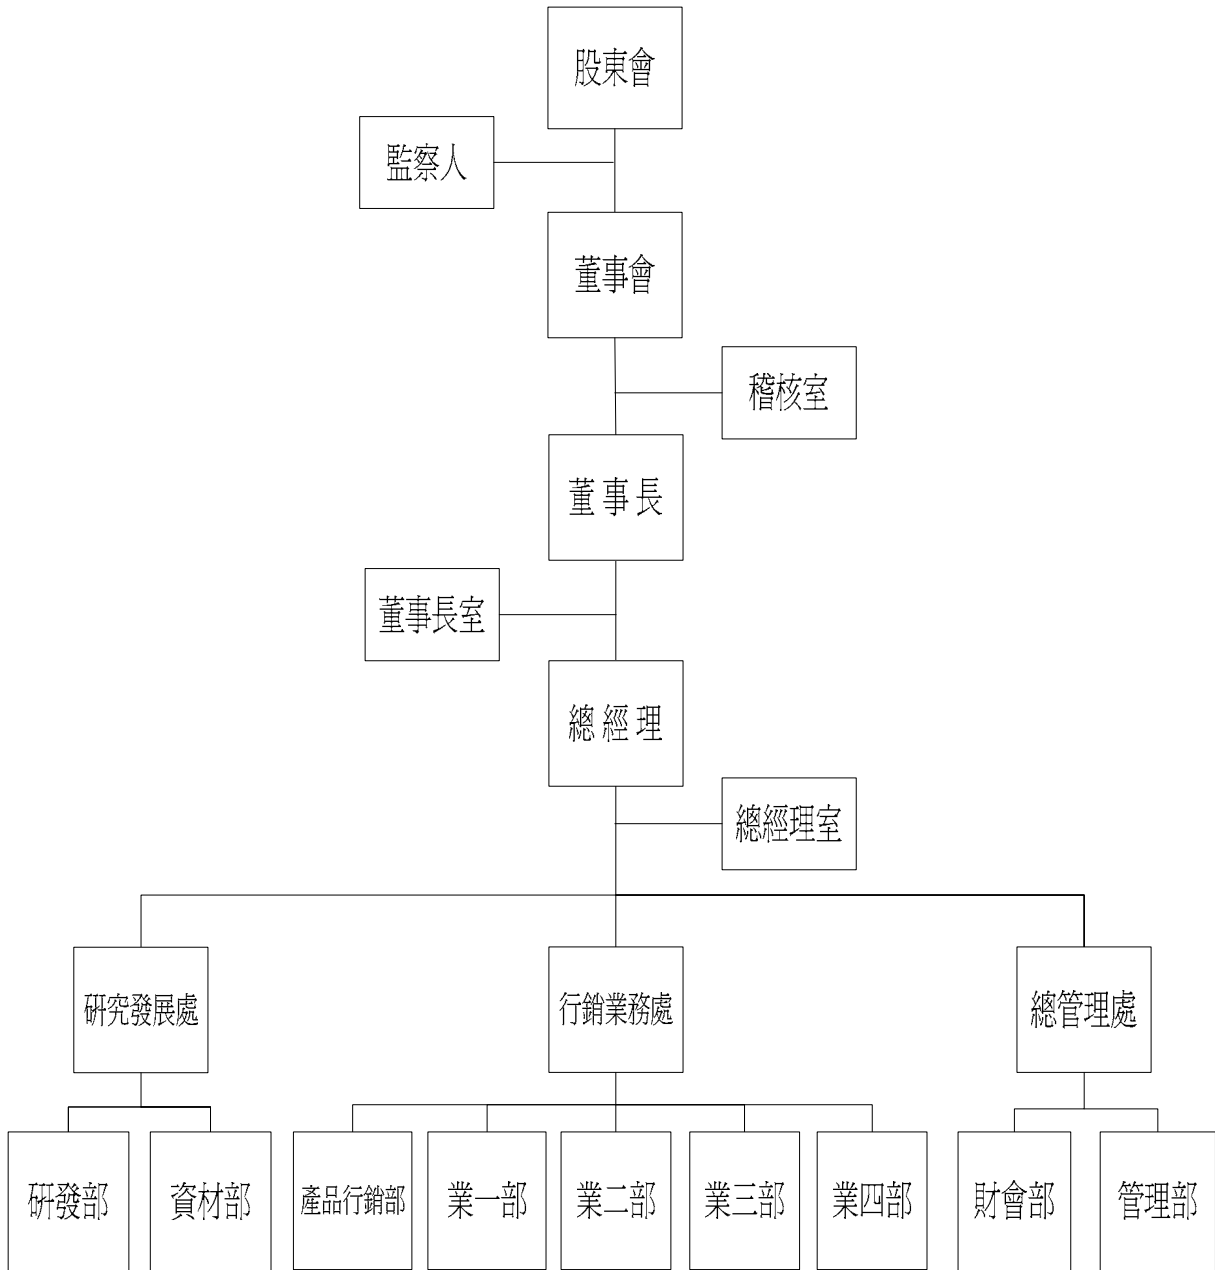 股東會
監察人
董事會
稽核室
董事長
董事長室
總經理
總經理室
研究發展處
行銷業務處
總管理處
研發部
資材部
產品行銷部
業一部
業二部
業三部
業四部
財會部
管理部